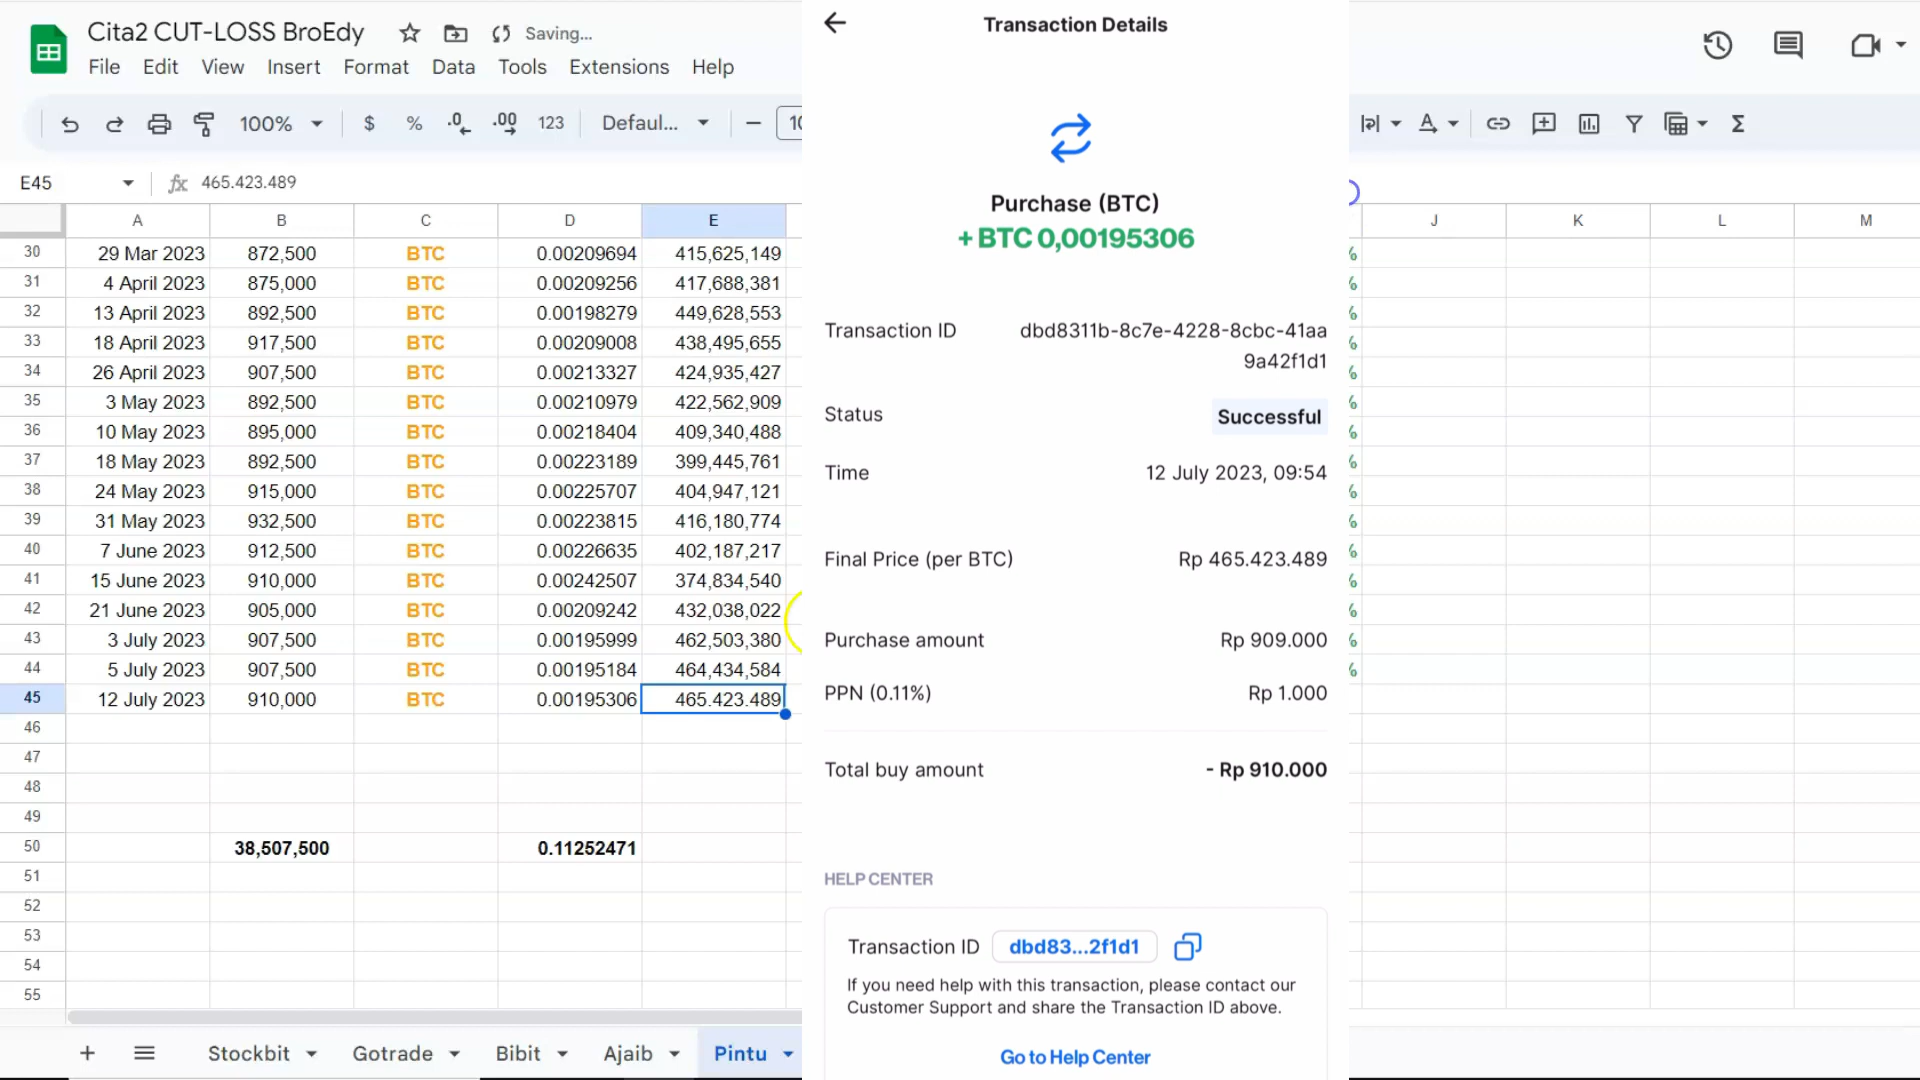 Cita2 CUT-LOSS BroEdy Saving...
File Edit View Insert Format Data Tools Extensions Help
100% $ % .0 .00 123 Defaul... − 10 A Σ
E45 fx 465.423.489
A B C D E J K L M
30 29 Mar 2023 872,500 BTC 0.00209694 415,625,149 %
31 4 April 2023 875,000 BTC 0.00209256 417,688,381 %
32 13 April 2023 892,500 BTC 0.00198279 449,628,553 %
33 18 April 2023 917,500 BTC 0.00209008 438,495,655 %
34 26 April 2023 907,500 BTC 0.00213327 424,935,427 %
35 3 May 2023 892,500 BTC 0.00210979 422,562,909 %
36 10 May 2023 895,000 BTC 0.00218404 409,340,488 %
37 18 May 2023 892,500 BTC 0.00223189 399,445,761 %
38 24 May 2023 915,000 BTC 0.00225707 404,947,121 %
39 31 May 2023 932,500 BTC 0.00223815 416,180,774 %
40 7 June 2023 912,500 BTC 0.00226635 402,187,217 %
41 15 June 2023 910,000 BTC 0.00242507 374,834,540 %
42 21 June 2023 905,000 BTC 0.00209242 432,038,022 %
43 3 July 2023 907,500 BTC 0.00195999 462,503,380 %
44 5 July 2023 907,500 BTC 0.00195184 464,434,584 %
45 12 July 2023 910,000 BTC 0.00195306 465.423.489
46
47
48
49
50 38,507,500 0.11252471
51
52
53
54
55
+ Stockbit Gotrade Bibit Ajaib Pintu
Transaction Details
Purchase (BTC)
+ BTC 0,00195306
Transaction ID dbd8311b-8c7e-4228-8cbc-41aa
9a42f1d1
Status Successful
Time 12 July 2023, 09:54
Final Price (per BTC) Rp 465.423.489
Purchase amount Rp 909.000
PPN (0.11%) Rp 1.000
Total buy amount - Rp 910.000
HELP CENTER
Transaction ID dbd83...2f1d1
If you need help with this transaction, please contact our
Customer Support and share the Transaction ID above.
Go to Help Center